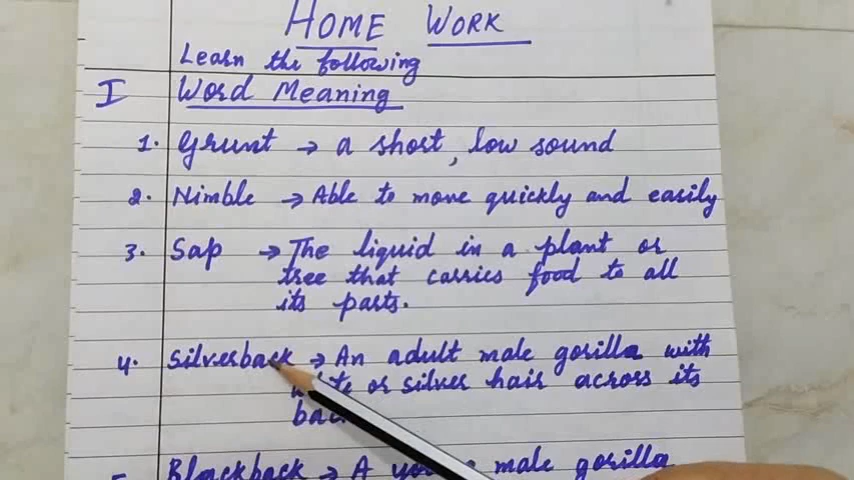 HOME WORK
Learn the following
I Word Meaning
1. Grunt → a short, low sound
2. Nimble → Able to move quickly and easily
3. Sap → The liquid in a plant or
tree that carries food to all
its parts.
4. Silverback → An adult male gorilla with
or silver hair across its
Blackback → A male gorilla